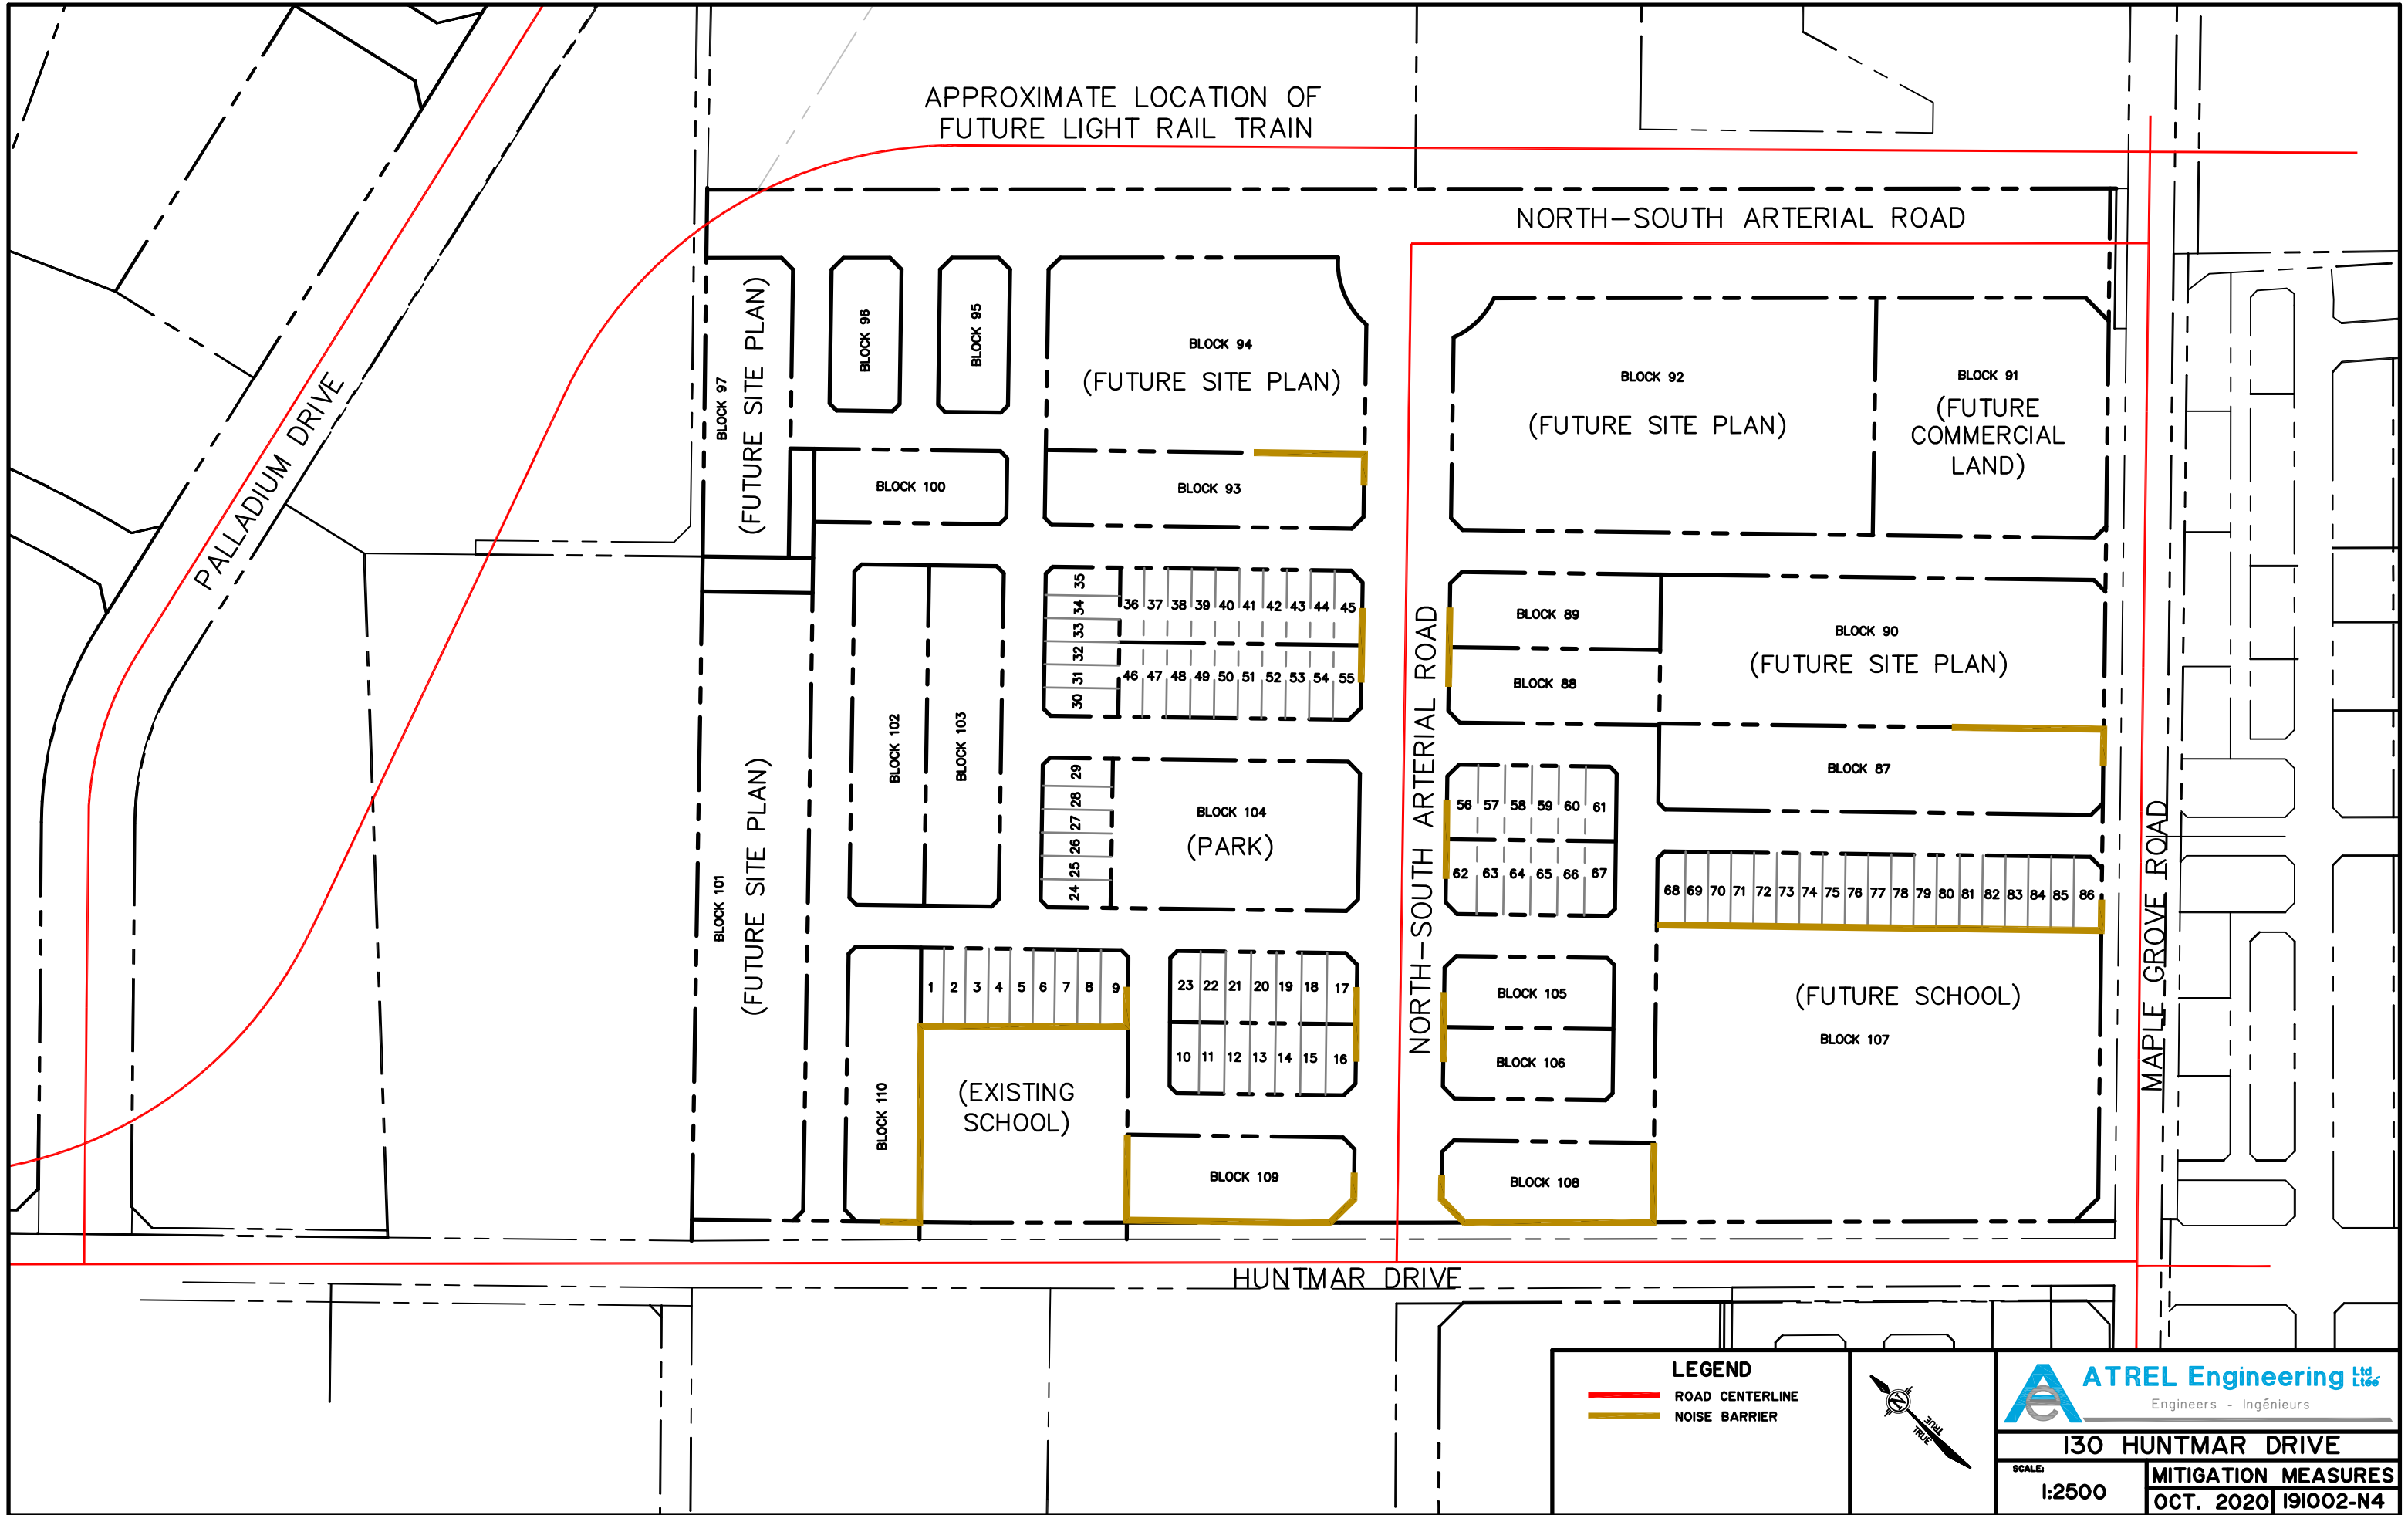 APPROXIMATE LOCATION OF
FUTURE LIGHT RAIL TRAIN
NORTH-SOUTH ARTERIAL ROAD
PALLADIUM DRIVE
BLOCK 97
(FUTURE SITE PLAN)
BLOCK 96
BLOCK 95
BLOCK 94
(FUTURE SITE PLAN)
BLOCK 92
(FUTURE SITE PLAN)
BLOCK 91
(FUTURE
COMMERCIAL
LAND)
BLOCK 100
BLOCK 93
35
34
33
32
31
30
36 37 38 39 40 41 42 43 44 45
46 47 48 49 50 51 52 53 54 55
NORTH-SOUTH ARTERIAL ROAD
BLOCK 89
BLOCK 88
BLOCK 90
(FUTURE SITE PLAN)
BLOCK 87
BLOCK 101
(FUTURE SITE PLAN)
BLOCK 102
BLOCK 103
29
28
27
26
25
24
BLOCK 104
(PARK)
56 57 58 59 60 61
62 63 64 65 66 67
68 69 70 71 72 73 74 75 76 77 78 79 80 81 82 83 84 85 86
MAPLE GROVE ROAD
1 2 3 4 5 6 7 8 9
23 22 21 20 19 18 17
10 11 12 13 14 15 16
BLOCK 105
BLOCK 106
(FUTURE SCHOOL)
BLOCK 107
BLOCK 110
(EXISTING
SCHOOL)
BLOCK 109
BLOCK 108
HUNTMAR DRIVE
LEGEND
ROAD CENTERLINE
NOISE BARRIER
N
TRUE
TRUE
Ae
ATREL Engineering Ltd
Ltée
Engineers - Ingénieurs
130 HUNTMAR DRIVE
SCALE:
1:2500
MITIGATION MEASURES
OCT. 2020
191002-N4